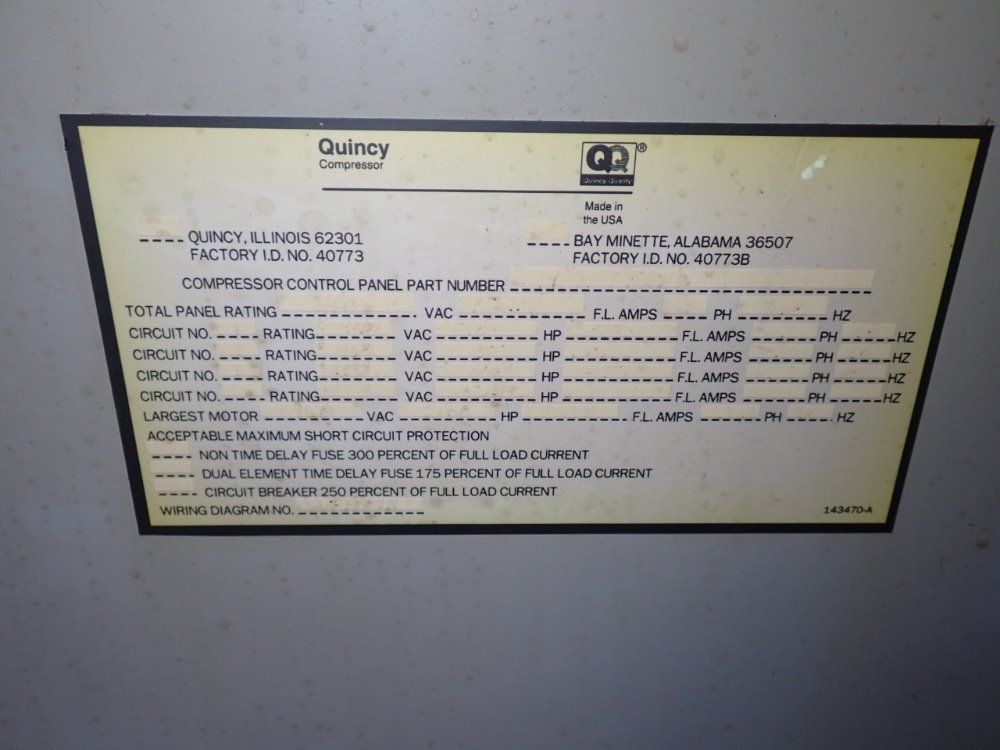 Quincy
Compressor
QQ ®
Quincy Quality
Made in
the USA
QUINCY, ILLINOIS 62301
FACTORY I.D. NO. 40773
BAY MINETTE, ALABAMA 36507
FACTORY I.D. NO. 40773B
COMPRESSOR CONTROL PANEL PART NUMBER
TOTAL PANEL RATING VAC F.L. AMPS PH HZ
CIRCUIT NO. RATING VAC HP F.L. AMPS PH HZ
CIRCUIT NO. RATING VAC HP F.L. AMPS PH HZ
CIRCUIT NO. RATING VAC HP F.L. AMPS PH HZ
CIRCUIT NO. RATING VAC HP F.L. AMPS PH HZ
LARGEST MOTOR VAC HP F.L. AMPS PH HZ
ACCEPTABLE MAXIMUM SHORT CIRCUIT PROTECTION
NON TIME DELAY FUSE 300 PERCENT OF FULL LOAD CURRENT
DUAL ELEMENT TIME DELAY FUSE 175 PERCENT OF FULL LOAD CURRENT
CIRCUIT BREAKER 250 PERCENT OF FULL LOAD CURRENT
WIRING DIAGRAM NO.
143470-A